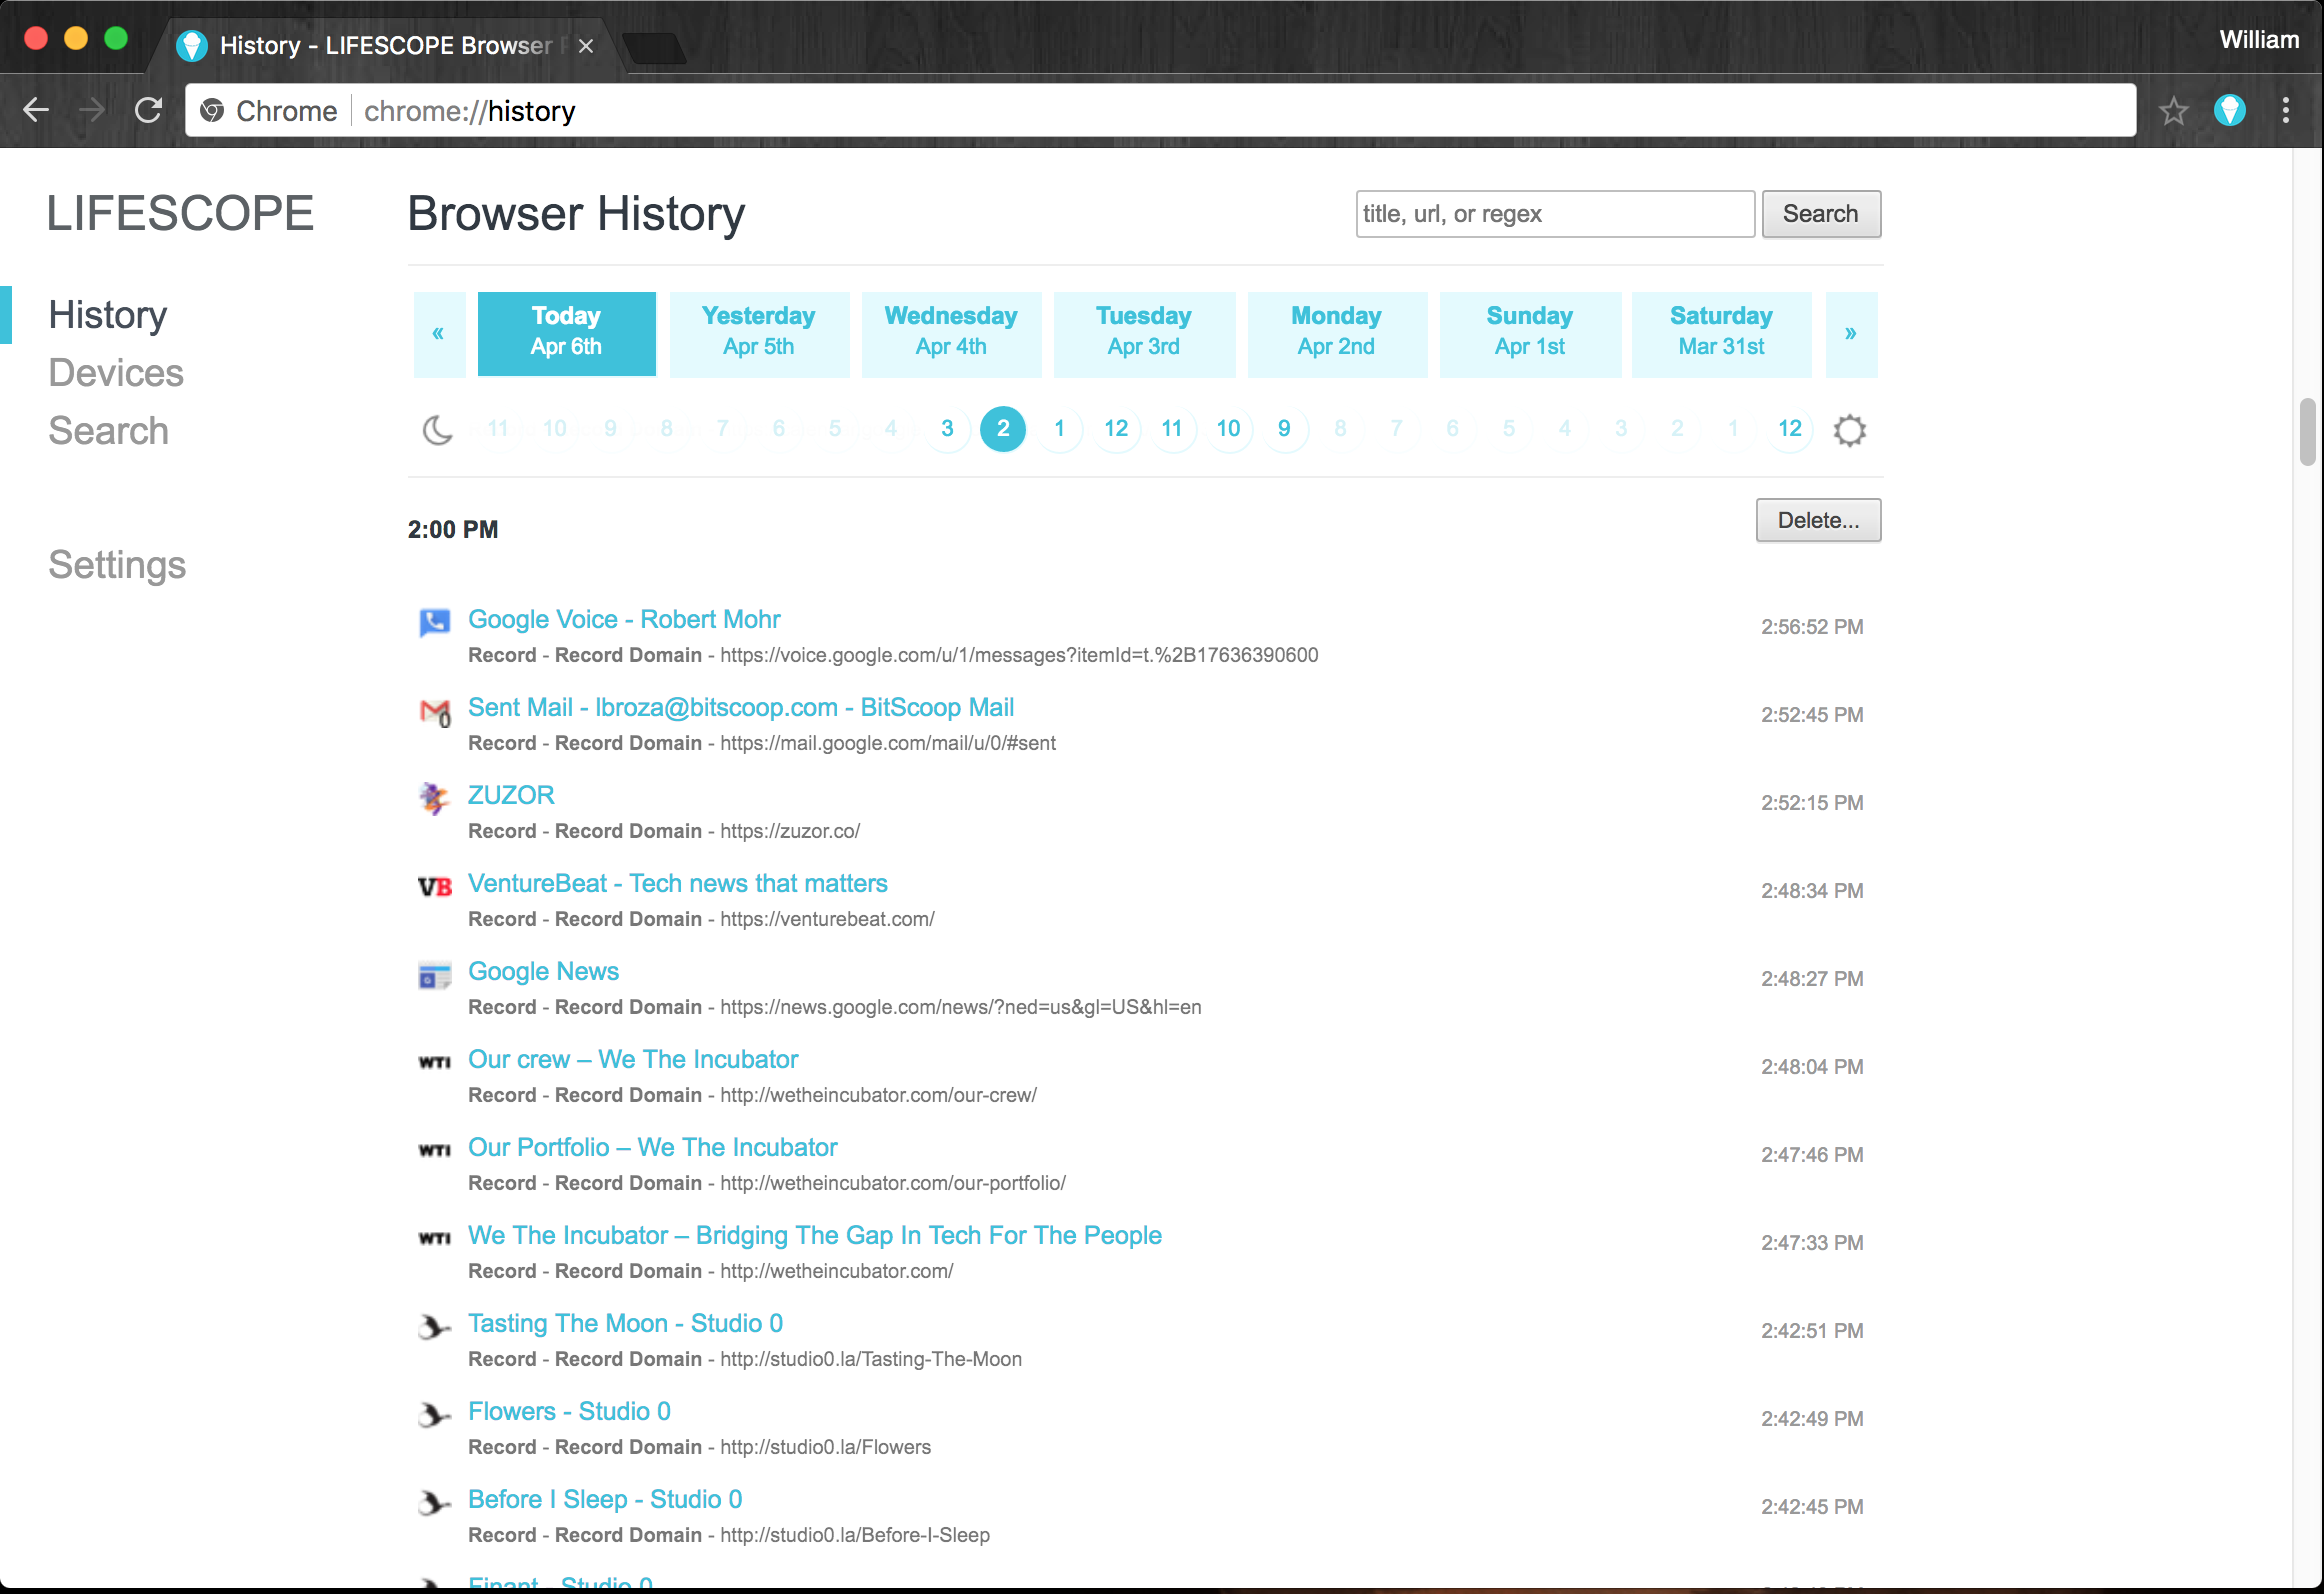 History - LIFESCOPE Browser
William
Chrome chrome://history
LIFESCOPE
History
Devices
Search
Settings
Browser History
title, url, or regex Search
« Today Yesterday Wednesday Tuesday Monday Sunday Saturday »
Apr 6th Apr 5th Apr 4th Apr 3rd Apr 2nd Apr 1st Mar 31st
11 10 9 8 7 6 5 4 3 2 1 12 11 10 9 8 7 6 5 4 3 2 1 12
2:00 PM Delete...
Google Voice - Robert Mohr 2:56:52 PM
Record - Record Domain - https://voice.google.com/u/1/messages?itemId=t.%2B17636390600
Sent Mail - lbroza@bitscoop.com - BitScoop Mail 2:52:45 PM
Record - Record Domain - https://mail.google.com/mail/u/0/#sent
ZUZOR 2:52:15 PM
Record - Record Domain - https://zuzor.co/
VB VentureBeat - Tech news that matters 2:48:34 PM
Record - Record Domain - https://venturebeat.com/
Google News 2:48:27 PM
Record - Record Domain - https://news.google.com/news/?ned=us&gl=US&hl=en
WTI Our crew – We The Incubator 2:48:04 PM
Record - Record Domain - http://wetheincubator.com/our-crew/
WTI Our Portfolio – We The Incubator 2:47:46 PM
Record - Record Domain - http://wetheincubator.com/our-portfolio/
WTI We The Incubator – Bridging The Gap In Tech For The People 2:47:33 PM
Record - Record Domain - http://wetheincubator.com/
Tasting The Moon - Studio 0 2:42:51 PM
Record - Record Domain - http://studio0.la/Tasting-The-Moon
Flowers - Studio 0 2:42:49 PM
Record - Record Domain - http://studio0.la/Flowers
Before I Sleep - Studio 0 2:42:45 PM
Record - Record Domain - http://studio0.la/Before-I-Sleep
Finant - Studio 0